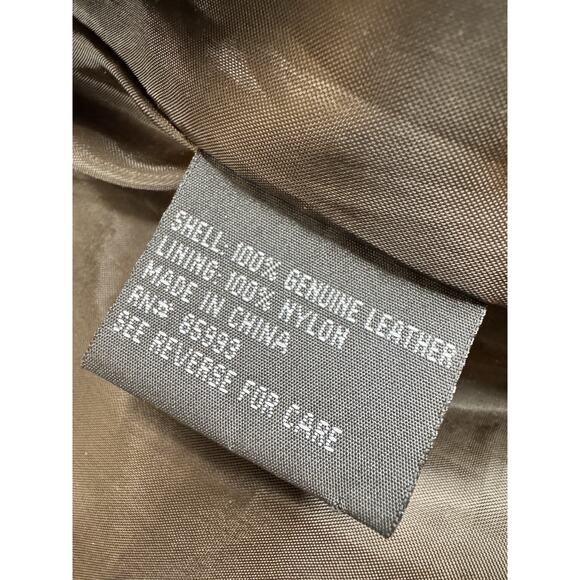 SHELL: 100% GENUINE LEATHER
LINING: 100% NYLON
MADE IN CHINA
RN# 65993
SEE REVERSE FOR CARE